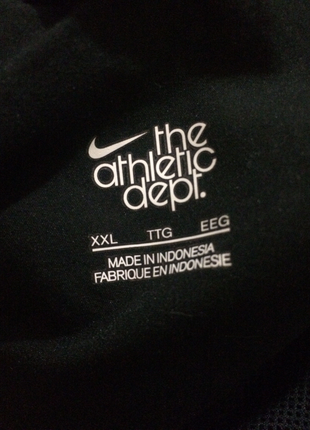 the
athletic
dept.
XXL TTG EEG
MADE IN INDONESIA
FABRIQUE EN INDONESIE